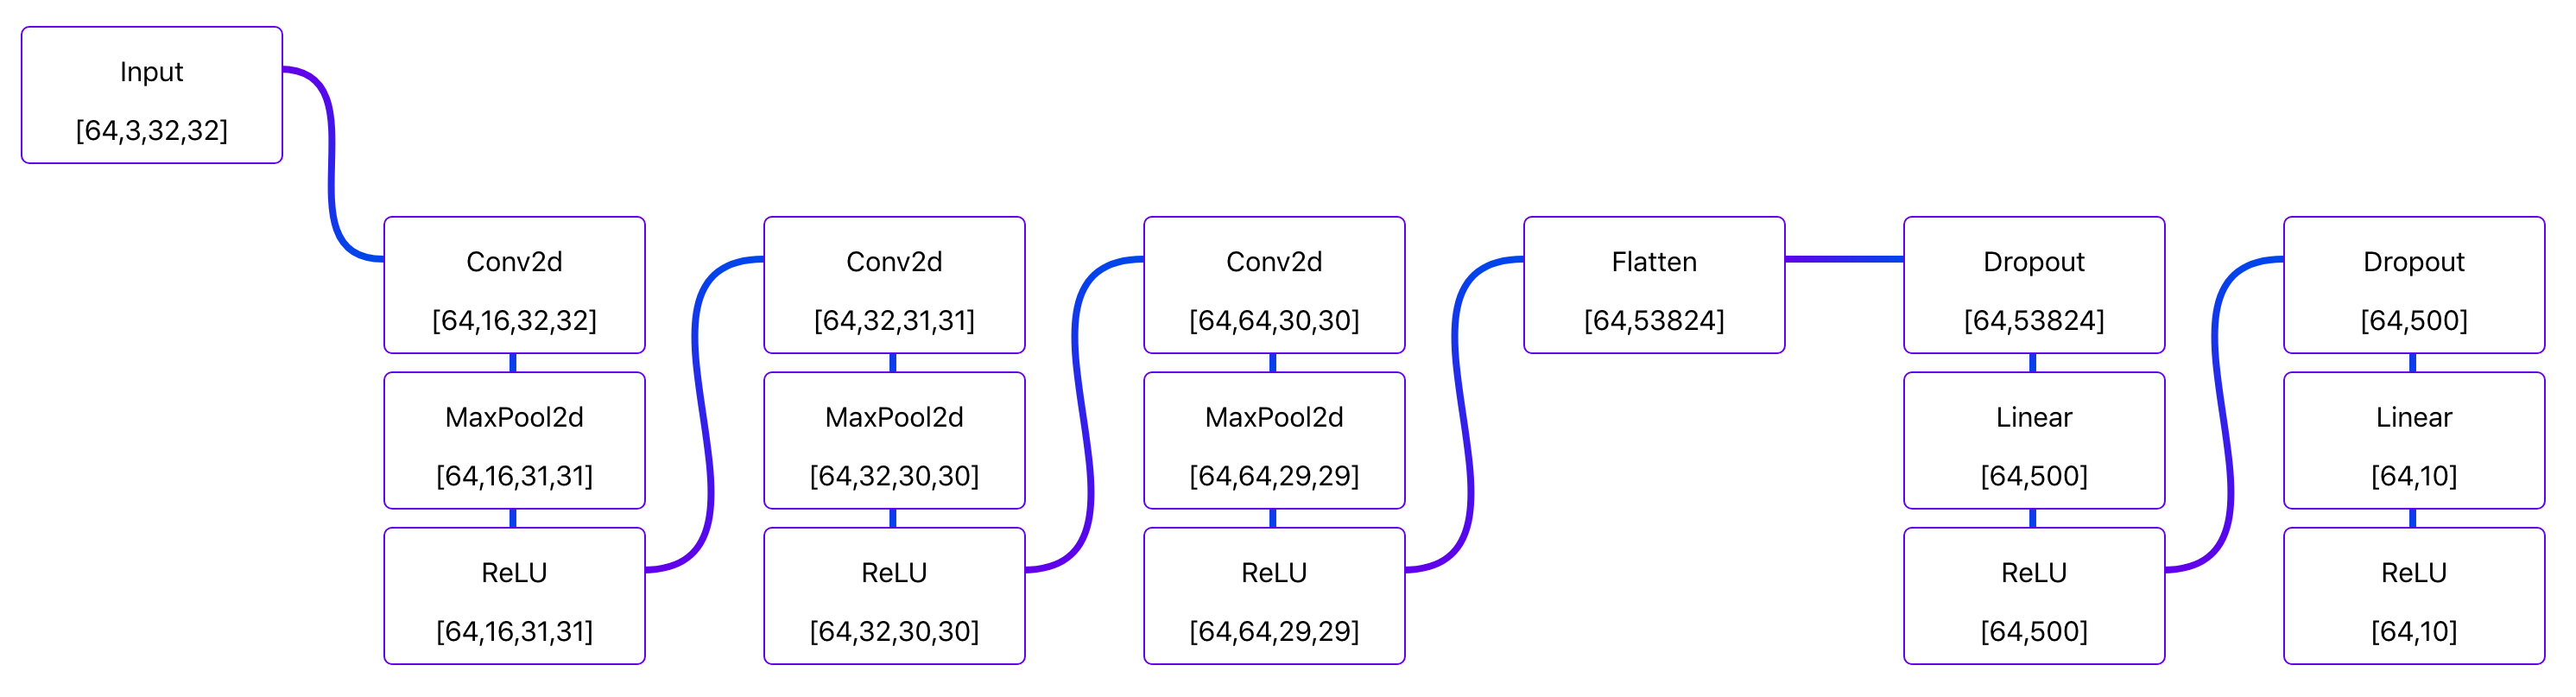 Input
[64,3,32,32]
Conv2d
[64,16,32,32]
MaxPool2d
[64,16,31,31]
ReLU
[64,16,31,31]
Conv2d
[64,32,31,31]
MaxPool2d
[64,32,30,30]
ReLU
[64,32,30,30]
Conv2d
[64,64,30,30]
MaxPool2d
[64,64,29,29]
ReLU
[64,64,29,29]
Flatten
[64,53824]
Dropout
[64,53824]
Linear
[64,500]
ReLU
[64,500]
Dropout
[64,500]
Linear
[64,10]
ReLU
[64,10]